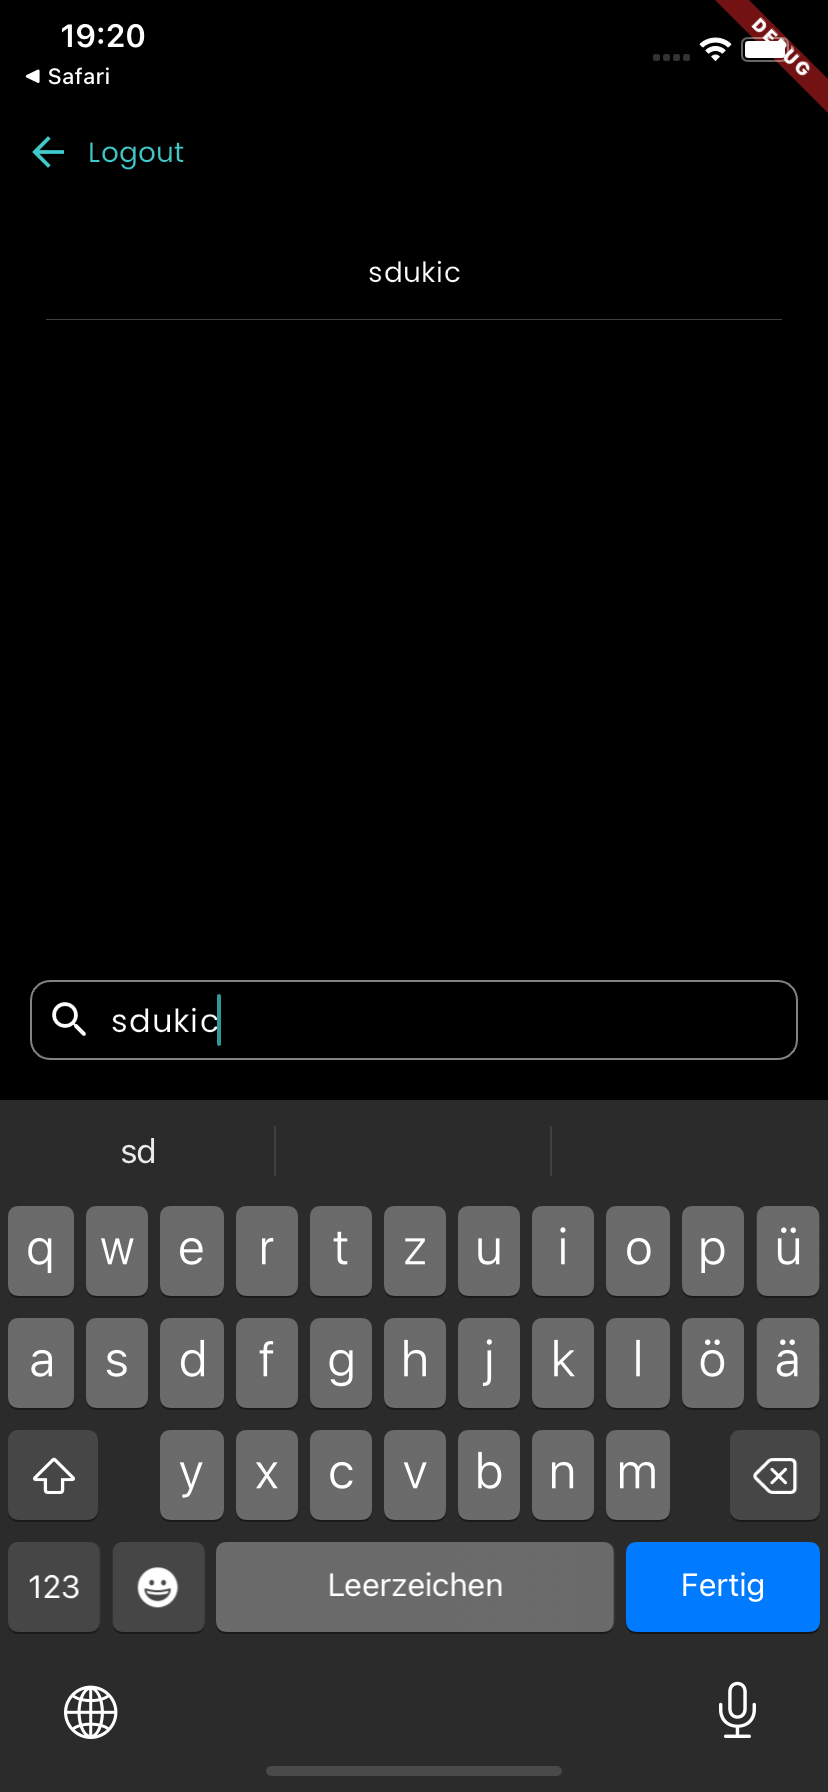 19:20
DEBUG
Safari
Logout
sdukic
sdukic
sd
q w e r t z u i o p ü
a s d f g h j k l ö ä
y x c v b n m
123 Leerzeichen Fertig